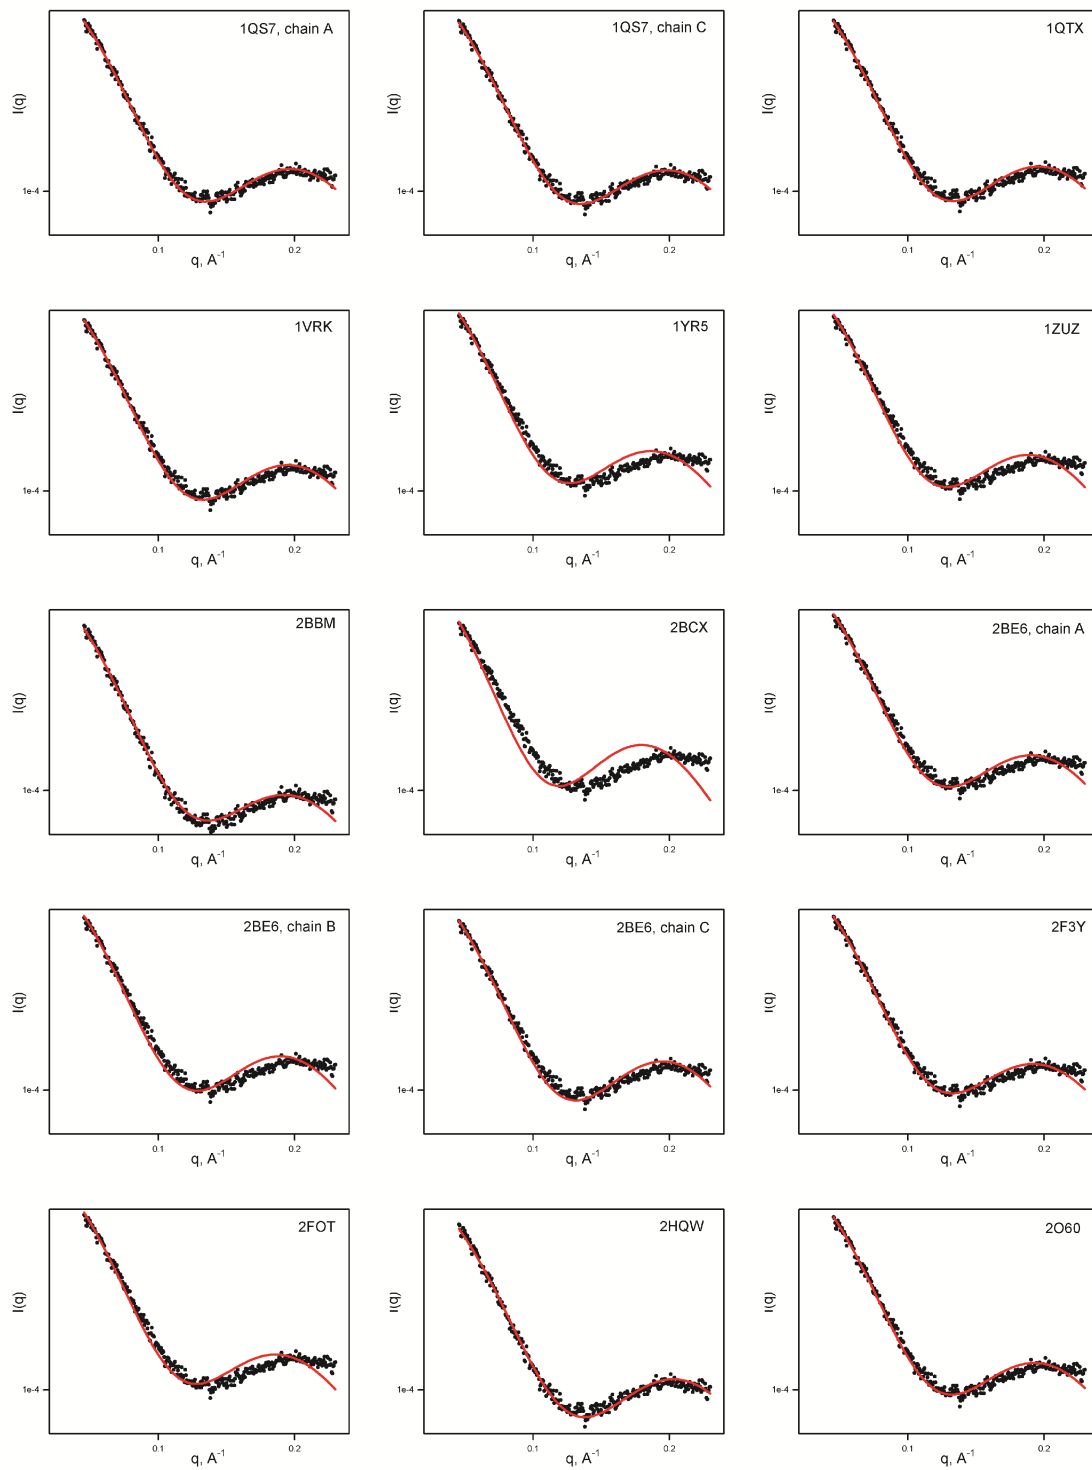 1QS7, chain A
I(q)
1e-4
0.1
0.2
q, A⁻¹
1QS7, chain C
I(q)
1e-4
0.1
0.2
q, A⁻¹
1QTX
I(q)
1e-4
0.1
0.2
q, A⁻¹
1VRK
I(q)
1e-4
0.1
0.2
q, A⁻¹
1YR5
I(q)
1e-4
0.1
0.2
q, A⁻¹
1ZUZ
I(q)
1e-4
0.1
0.2
q, A⁻¹
2BBM
I(q)
1e-4
0.1
0.2
q, A⁻¹
2BCX
I(q)
1e-4
0.1
0.2
q, A⁻¹
2BE6, chain A
I(q)
1e-4
0.1
0.2
q, A⁻¹
2BE6, chain B
I(q)
1e-4
0.1
0.2
q, A⁻¹
2BE6, chain C
I(q)
1e-4
0.1
0.2
q, A⁻¹
2F3Y
I(q)
1e-4
0.1
0.2
q, A⁻¹
2FOT
I(q)
1e-4
0.1
0.2
q, A⁻¹
2HQW
I(q)
1e-4
0.1
0.2
q, A⁻¹
2O60
I(q)
1e-4
0.1
0.2
q, A⁻¹